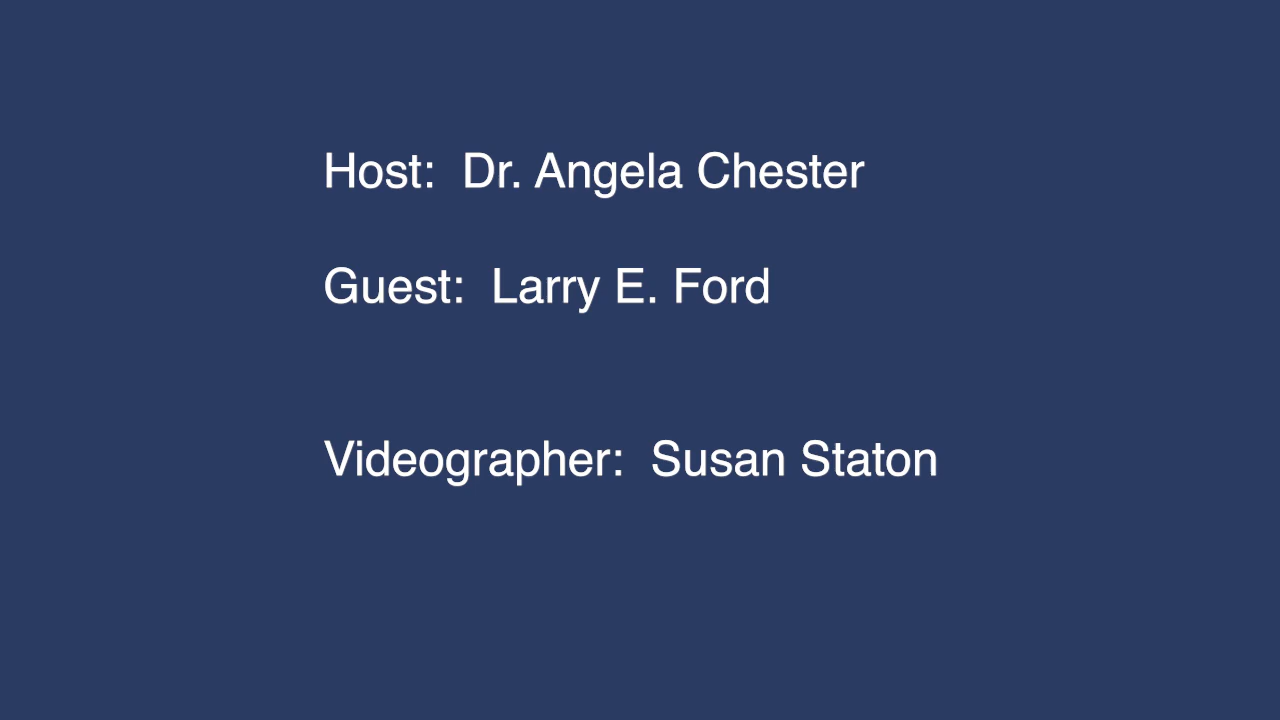 Host:  Dr. Angela Chester
Guest:  Larry E. Ford
Videographer:  Susan Staton